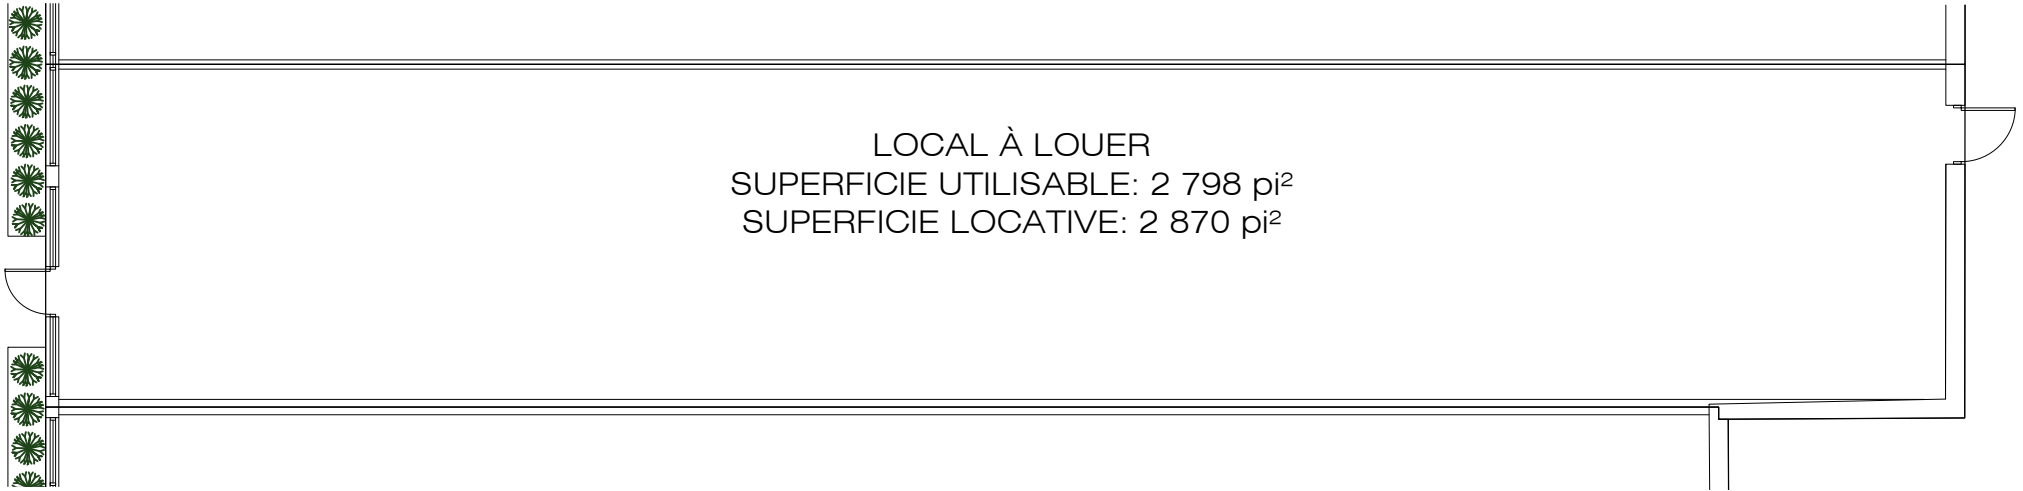 LOCAL À LOUER
SUPERFICIE UTILISABLE: 2 798 pi²
SUPERFICIE LOCATIVE: 2 870 pi²